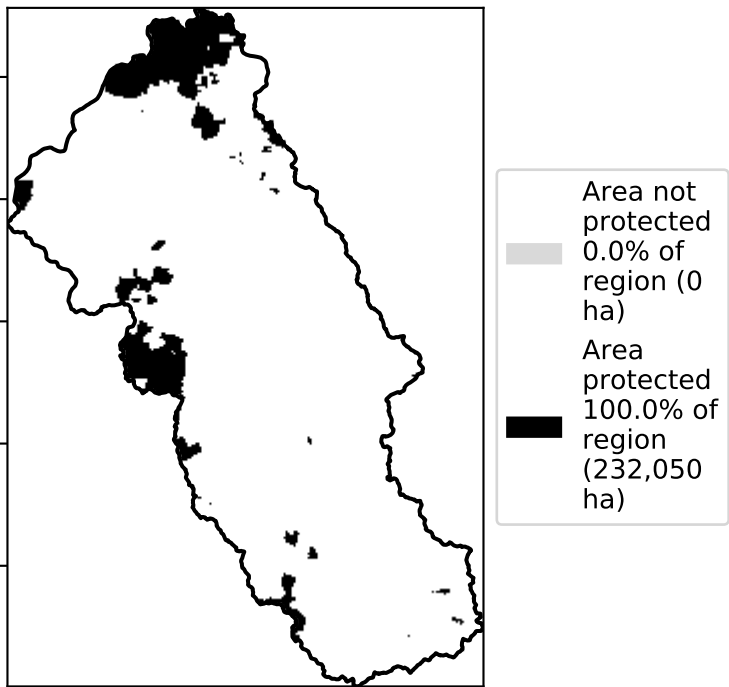 Area not
protected
0.0% of
region (0
ha)
Area
protected
100.0% of
region
(232,050
ha)